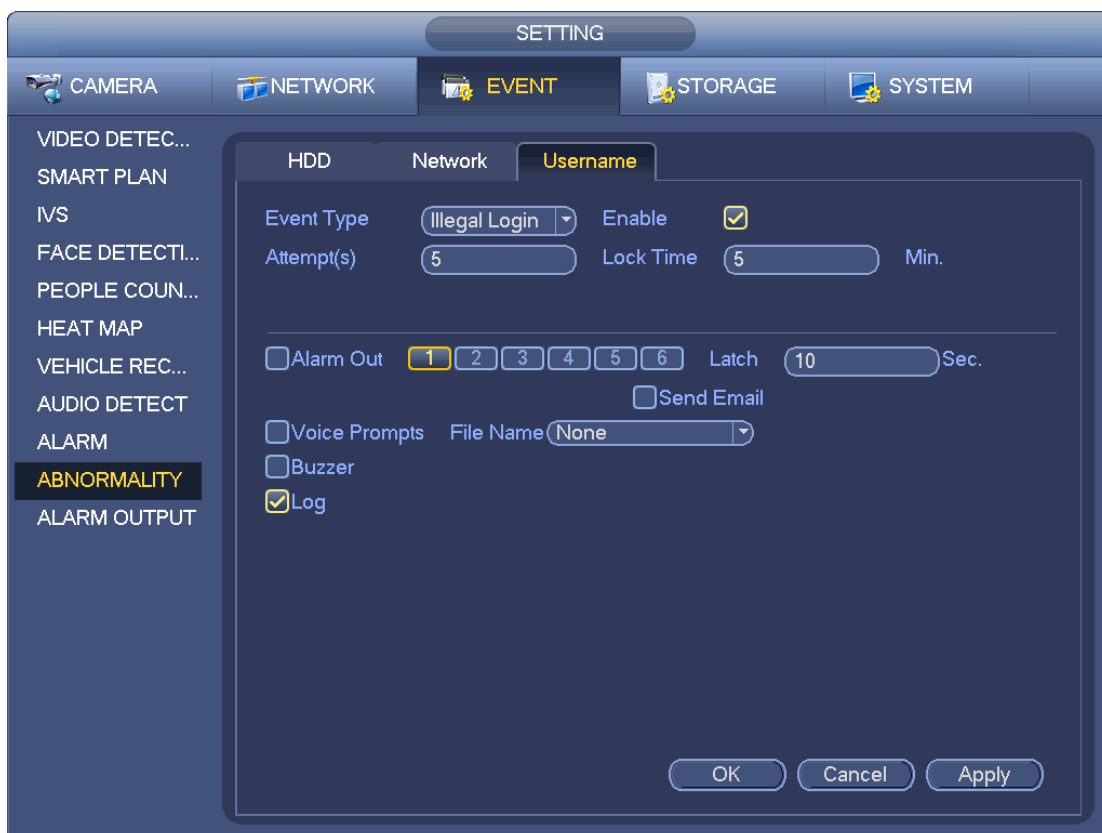 SETTING
CAMERA NETWORK EVENT STORAGE SYSTEM
VIDEO DETEC...
SMART PLAN
IVS
FACE DETECTI...
PEOPLE COUN...
HEAT MAP
VEHICLE REC...
AUDIO DETECT
ALARM
ABNORMALITY
ALARM OUTPUT
HDD Network Username
Event Type Illegal Login Enable
Attempt(s) 5 Lock Time 5 Min.
Alarm Out 1 2 3 4 5 6 Latch 10 Sec.
Send Email
Voice Prompts File Name None
Buzzer
Log
OK Cancel Apply